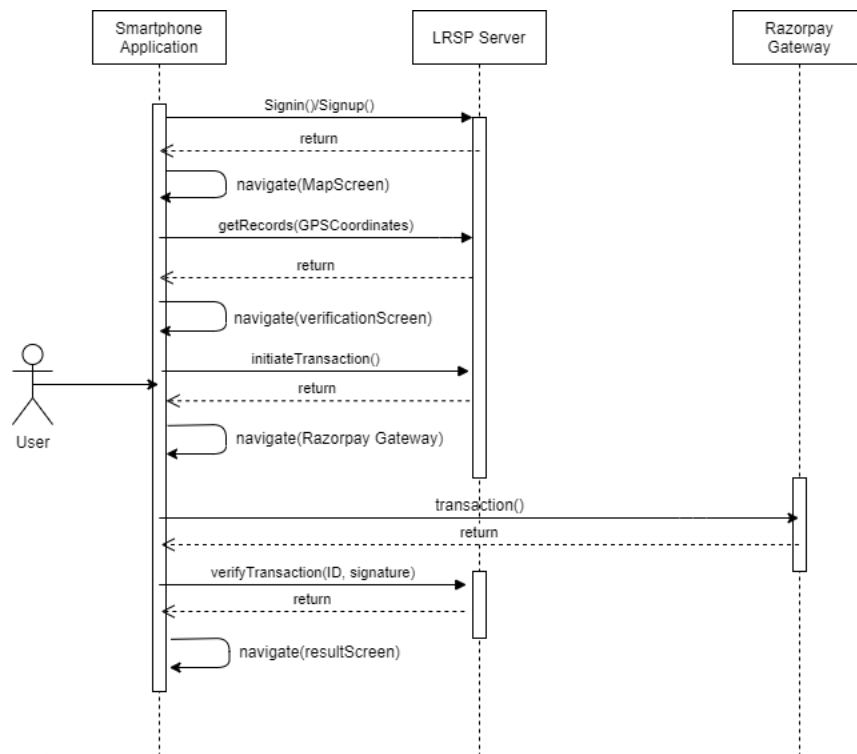 Smartphone
Application
LRSP Server
Razorpay
Gateway
Signin()/Signup()
return
navigate(MapScreen)
getRecords(GPSCoordinates)
return
navigate(verificationScreen)
initiateTransaction()
return
User
navigate(Razorpay Gateway)
transaction()
return
verifyTransaction(ID, signature)
return
navigate(resultScreen)